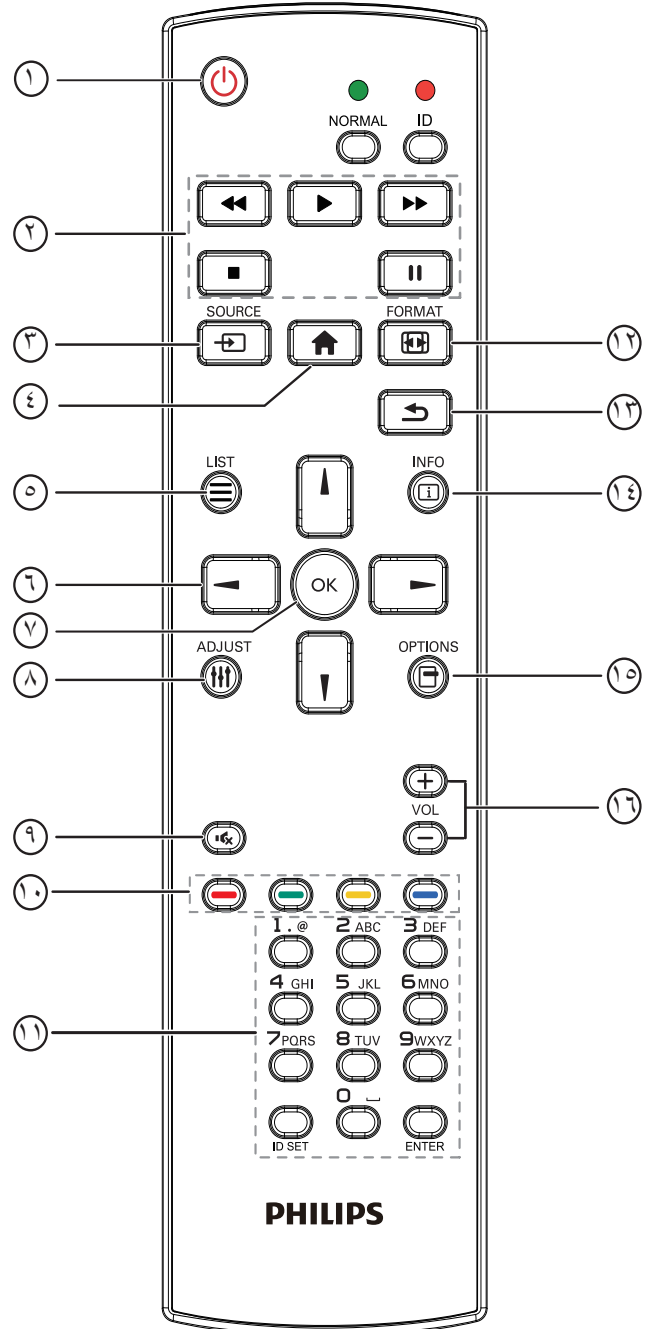 ١
NORMAL ID
٢
SOURCE FORMAT
٣ ١٢
٤ ١٣
LIST INFO
٥ ١٤
٦ OK
٧
ADJUST OPTIONS
٨ ١٥
VOL ١٦
٩
١٠
1.@ 2 ABC 3 DEF
4 GHI 5 JKL 6 MNO
١١
7 PQRS 8 TUV 9 WXYZ
0 ⎵
ID SET ENTER
PHILIPS